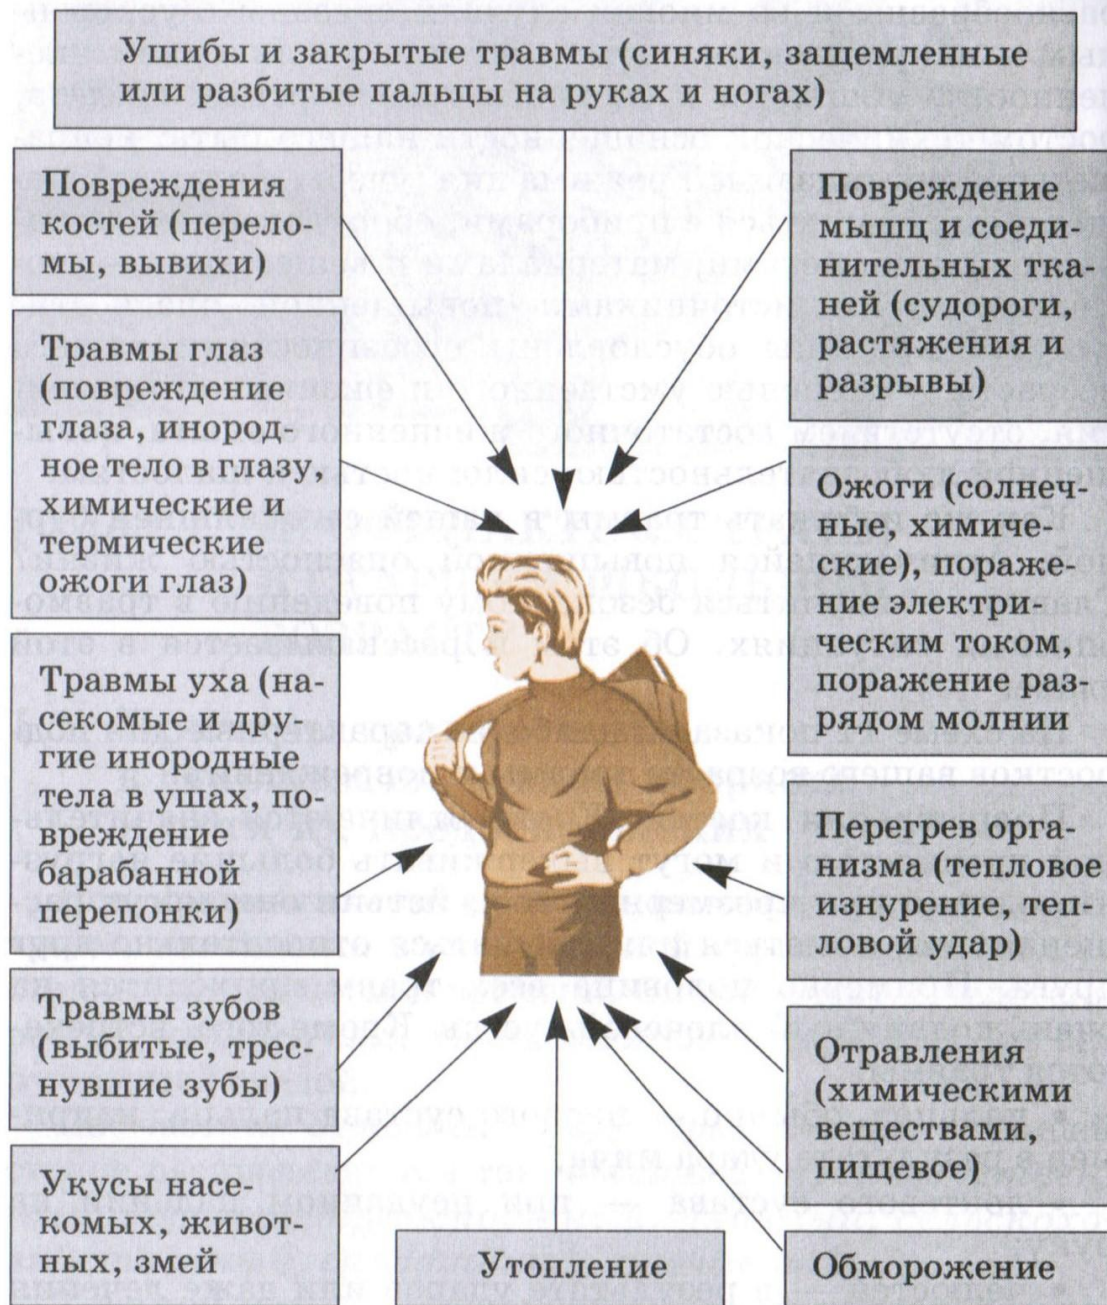 Ушибы и закрытые травмы (синяки, защемленные
или разбитые пальцы на руках и ногах)
Повреждения
костей (перело-
мы, вывихи)
Травмы глаз
(повреждение
глаза, инород-
ное тело в глазу,
химические и
термические
ожоги глаз)
Травмы уха (на-
секомые и дру-
гие инородные
тела в ушах, по-
вреждение
барабанной
перепонки)
Травмы зубов
(выбитые, трес-
нувшие зубы)
Укусы насе-
комых, живот-
ных, змей
Утопление
Повреждение
мышц и соеди-
нительных тка-
ней (судороги,
растяжения и
разрывы)
Ожоги (солнеч-
ные, химиче-
ские), пораже-
ние электри-
ческим током,
поражение раз-
рядом молнии
Перегрев орга-
низма (тепловое
изнурение, теп-
ловой удар)
Отравления
(химическими
веществами,
пищевое)
Обморожение